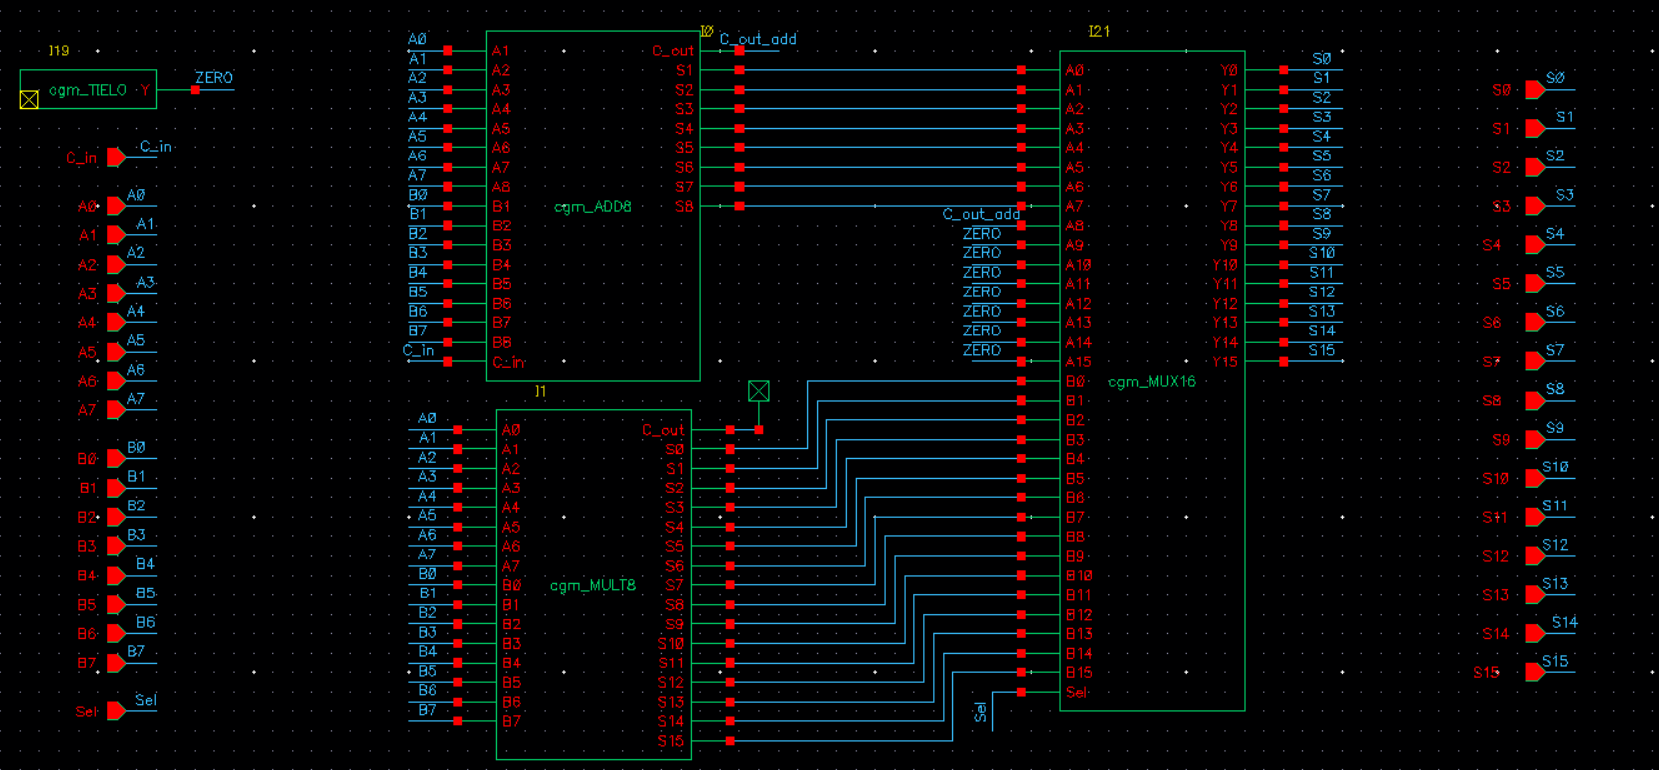 I19
cgm_TIELO Y
ZERO
C_in C_in
A0 A0
A1 A1
A2 A2
A3 A3
A4 A4
A5 A5
A6 A6
A7 A7
B0 B0
B1 B1
B2 B2
B3 B3
B4 B4
B5 B5
B6 B6
B7 B7
Sel Sel
I0
A0
A1
A2
A3
A4
A5
A6
A7
B0
B1
B2
B3
B4
B5
B6
B7
C_in
A1
A2
A3
A4
A5
A6
A7
A8
B1
B2
B3
B4
B5
B6
B7
B8
C_in
cgm_ADD8
C_out
S1
S2
S3
S4
S5
S6
S7
S8
C_out_add
I1
A0
A1
A2
A3
A4
A5
A6
A7
B0
B1
B2
B3
B4
B5
B6
B7
A0
A1
A2
A3
A4
A5
A6
A7
B0
B1
B2
B3
B4
B5
B6
B7
cgm_MULT8
C_out
S0
S1
S2
S3
S4
S5
S6
S7
S8
S9
S10
S11
S12
S13
S14
S15
I21
C_out_add
ZERO
ZERO
ZERO
ZERO
ZERO
ZERO
ZERO
Sel
A0
A1
A2
A3
A4
A5
A6
A7
A8
A9
A10
A11
A12
A13
A14
A15
B0
B1
B2
B3
B4
B5
B6
B7
B8
B9
B10
B11
B12
B13
B14
B15
Sel
cgm_MUX16
Y0
Y1
Y2
Y3
Y4
Y5
Y6
Y7
Y8
Y9
Y10
Y11
Y12
Y13
Y14
Y15
S0
S1
S2
S3
S4
S5
S6
S7
S8
S9
S10
S11
S12
S13
S14
S15
S0 S0
S1 S1
S2 S2
S3 S3
S4 S4
S5 S5
S6 S6
S7 S7
S8 S8
S9 S9
S10 S10
S11 S11
S12 S12
S13 S13
S14 S14
S15 S15